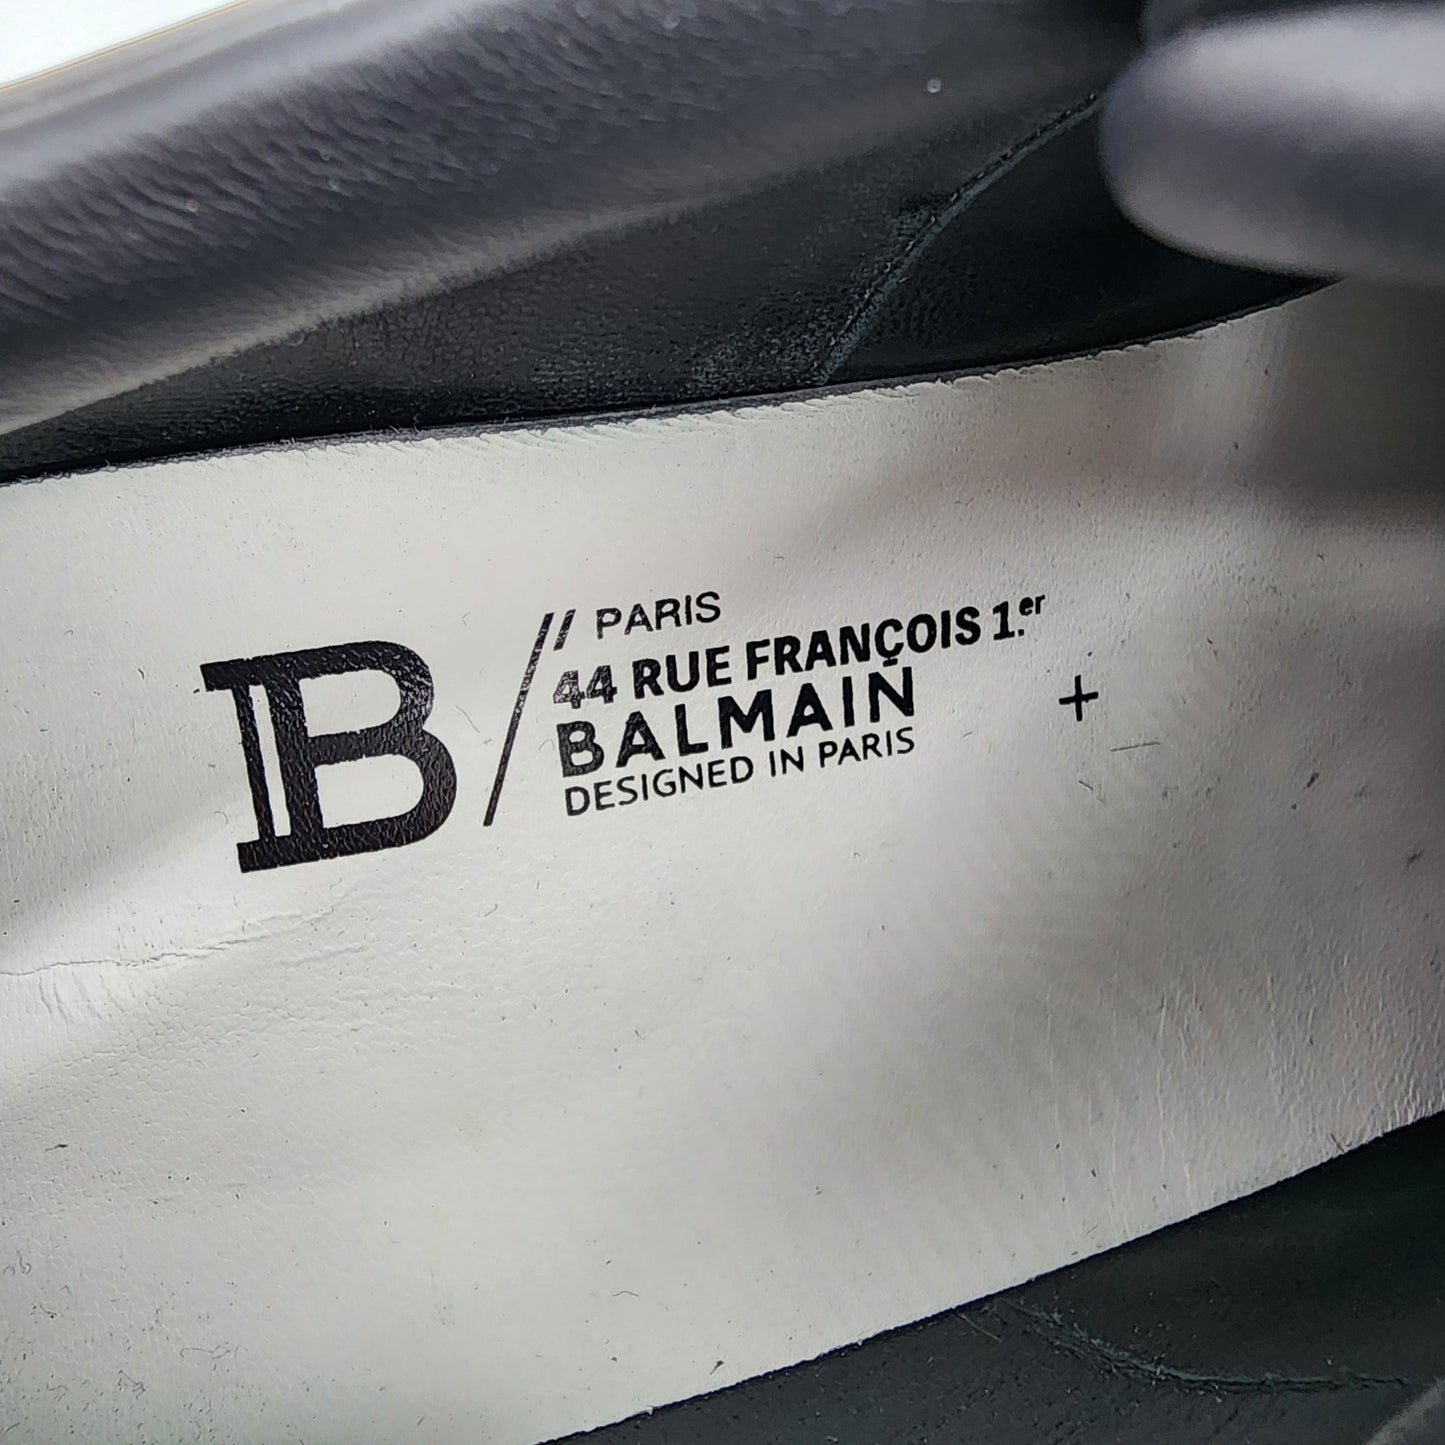 B // PARIS
44 RUE FRANÇOIS 1.er
BALMAIN
DESIGNED IN PARIS
+